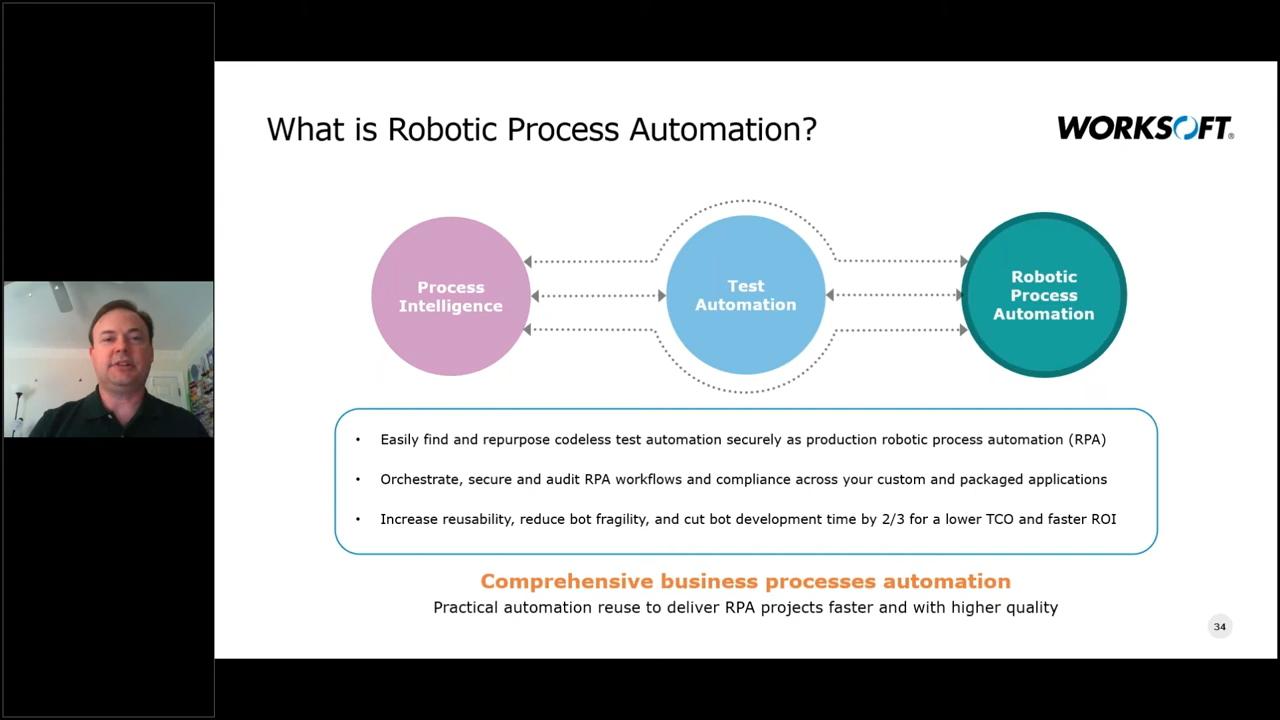 What is Robotic Process Automation?
WORKSOFT®
Process
Intelligence
Test
Automation
Robotic
Process
Automation
• Easily find and repurpose codeless test automation securely as production robotic process automation (RPA)
• Orchestrate, secure and audit RPA workflows and compliance across your custom and packaged applications
• Increase reusability, reduce bot fragility, and cut bot development time by 2/3 for a lower TCO and faster ROI
Comprehensive business processes automation
Practical automation reuse to deliver RPA projects faster and with higher quality
34